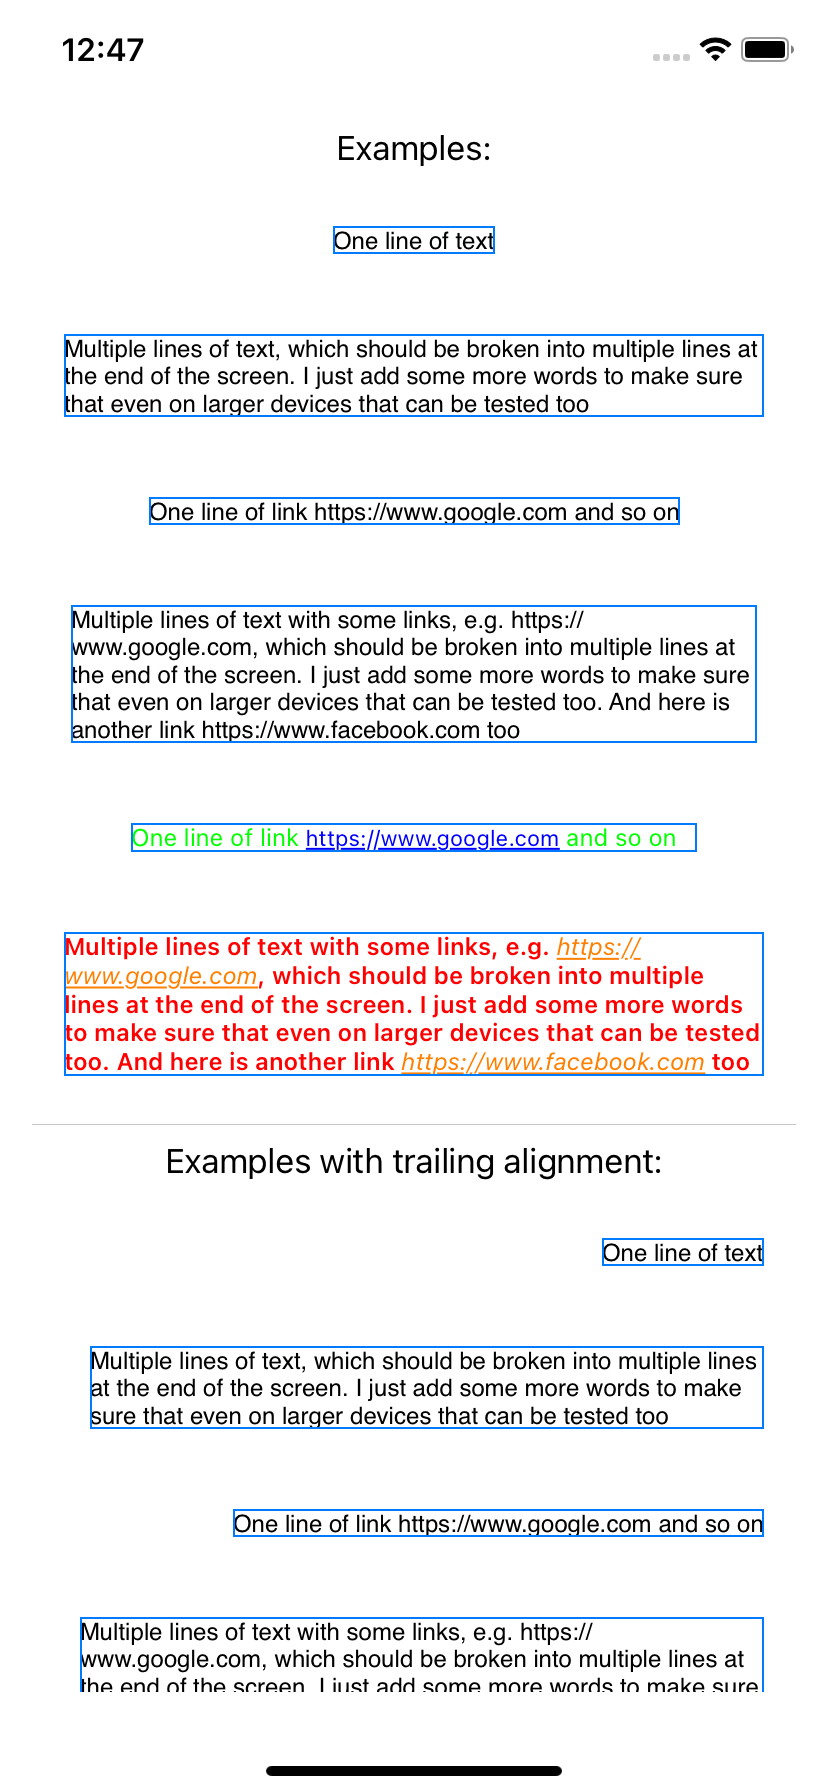 12:47
Examples:
One line of text
Multiple lines of text, which should be broken into multiple lines at
the end of the screen. I just add some more words to make sure
that even on larger devices that can be tested too
One line of link https://www.google.com and so on
Multiple lines of text with some links, e.g. https://
www.google.com, which should be broken into multiple lines at
the end of the screen. I just add some more words to make sure
that even on larger devices that can be tested too. And here is
another link https://www.facebook.com too
One line of link https://www.google.com and so on
Multiple lines of text with some links, e.g. https://
www.google.com, which should be broken into multiple
lines at the end of the screen. I just add some more words
to make sure that even on larger devices that can be tested
too. And here is another link https://www.facebook.com too
Examples with trailing alignment:
One line of text
Multiple lines of text, which should be broken into multiple lines
at the end of the screen. I just add some more words to make
sure that even on larger devices that can be tested too
One line of link https://www.google.com and so on
Multiple lines of text with some links, e.g. https://
www.google.com, which should be broken into multiple lines at
the end of the screen. I just add some more words to make sure